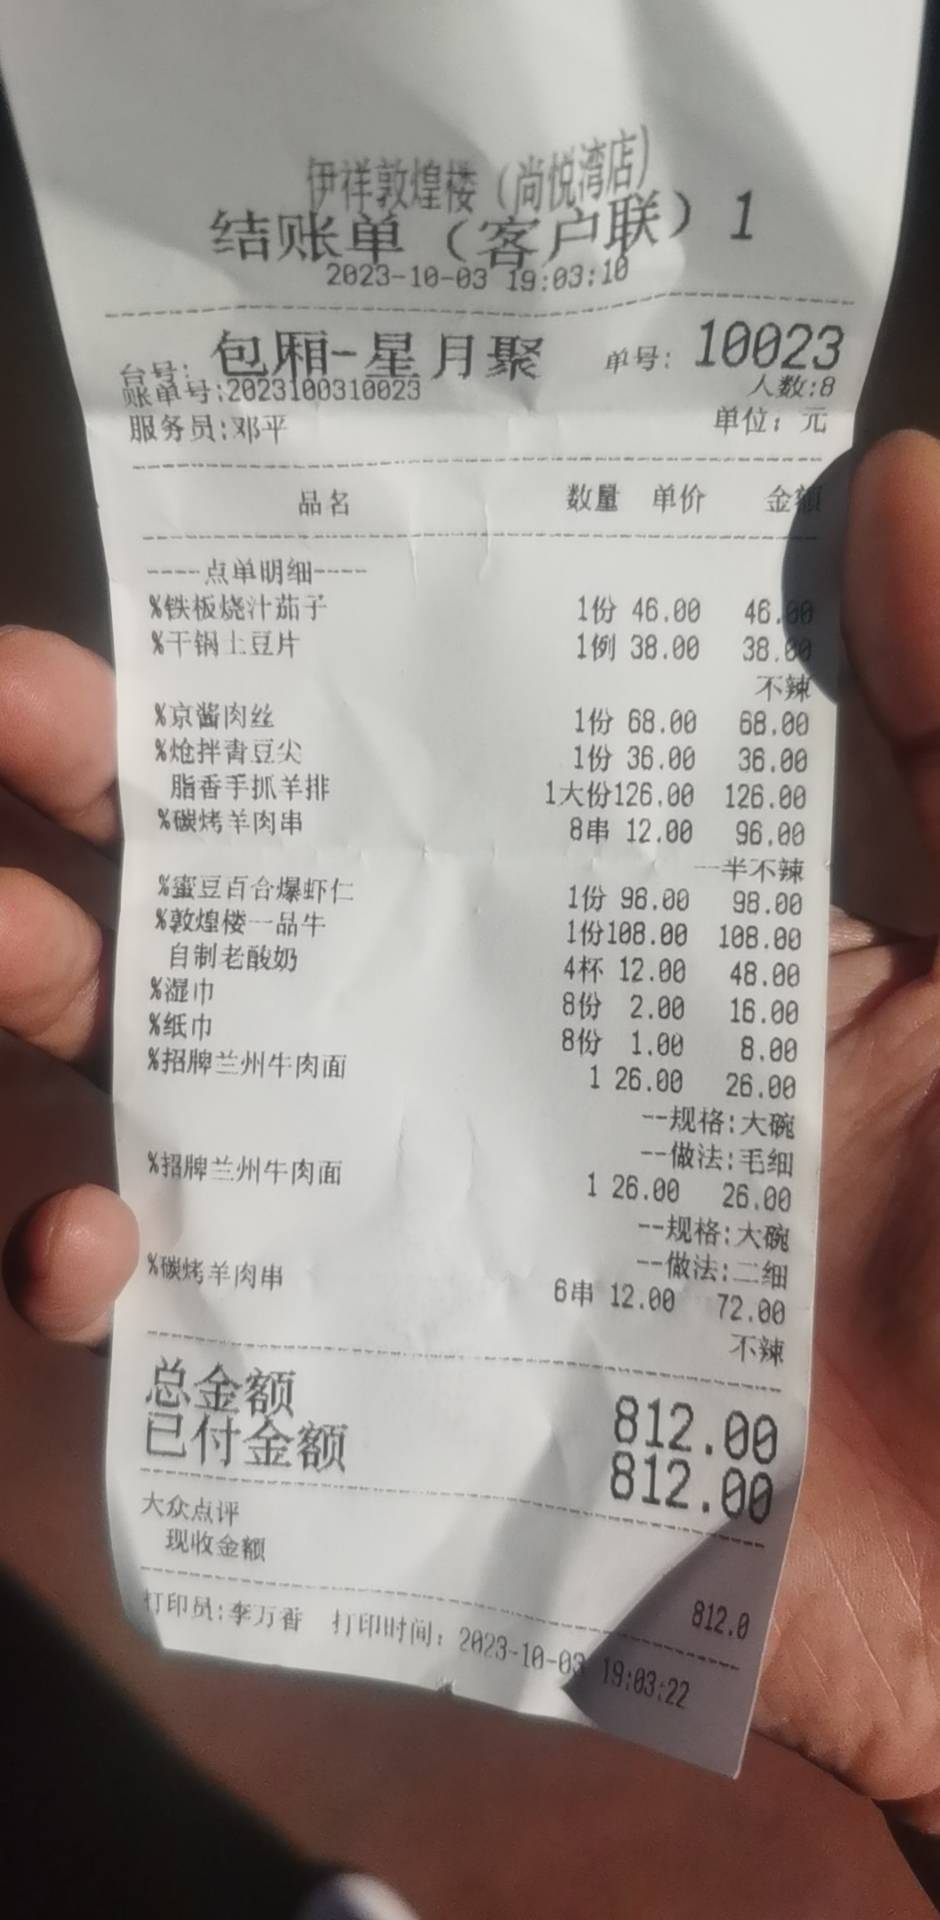 伊祥敦煌楼（尚悦湾店）
结账单（客户联）1
2023-10-03 19:03:10
台号: 包厢-星月聚 单号: 10023
账单号:2023100310023 人数:8
服务员:邓平 单位: 元
品名 数量 单价 金额
----点单明细----
%铁板烧汁茄子 1份 46.00 46.00
%干锅土豆片 1例 38.00 38.00
不辣
%京酱肉丝 1份 68.00 68.00
%炝拌青豆尖 1份 36.00 36.00
脂香手抓羊排 1大份126.00 126.00
%碳烤羊肉串 8串 12.00 96.00
一半不辣
%蜜豆百合爆虾仁 1份 98.00 98.00
%敦煌楼一品牛 1份108.00 108.00
自制老酸奶 4杯 12.00 48.00
%湿巾 8份 2.00 16.00
%纸巾 8份 1.00 8.00
%招牌兰州牛肉面 1 26.00 26.00
--规格:大碗
--做法:毛细
%招牌兰州牛肉面 1 26.00 26.00
--规格:大碗
--做法:二细
%碳烤羊肉串 6串 12.00 72.00
不辣
总金额 812.00
已付金额 812.00
大众点评
现收金额 812.0
打印员:李万香 打印时间: 2023-10-03 19:03:22